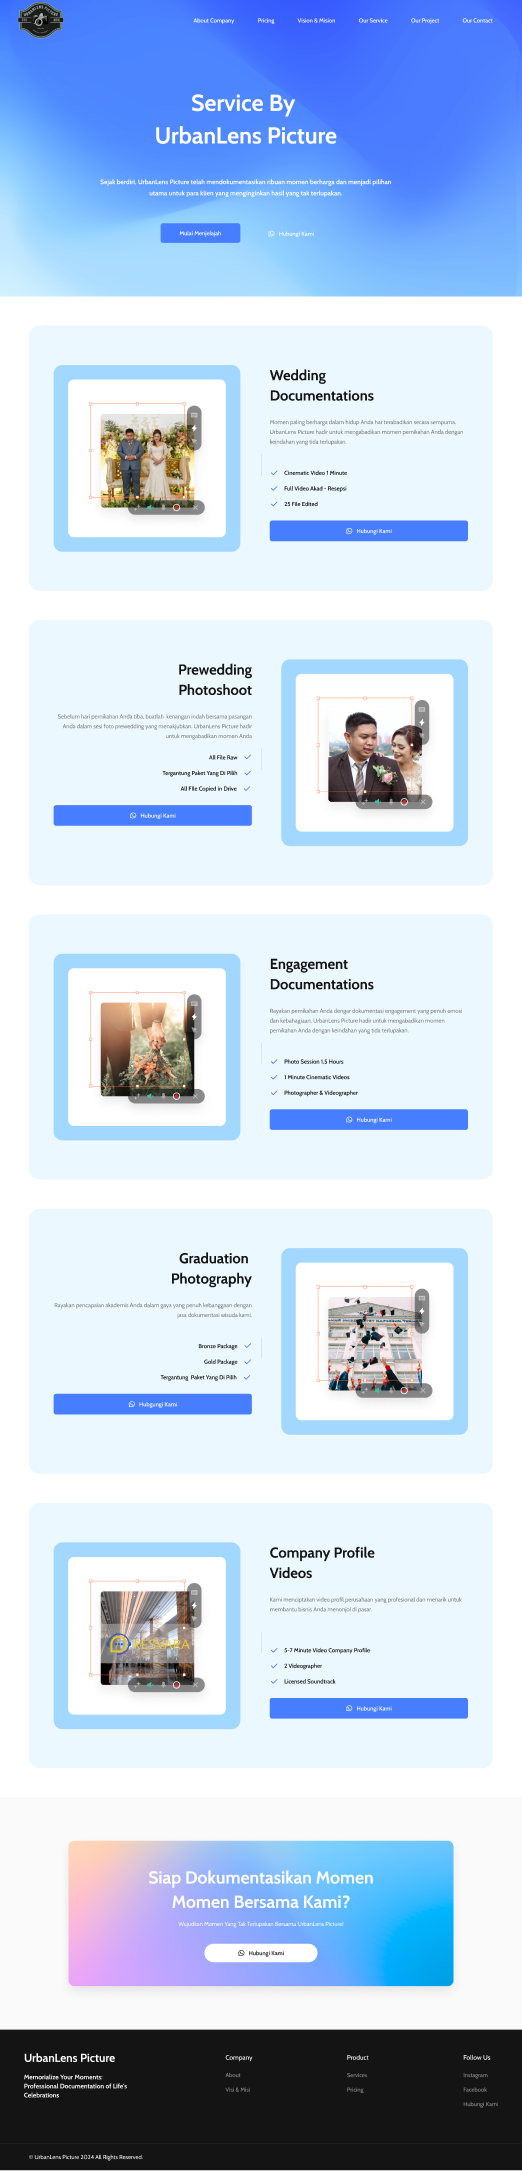 URBANLENS PICTURE
About Company
Pricing
Vision & Mision
Our Service
Our Project
Our Contact
Service By
UrbanLens Picture
Sejak berdiri, UrbanLens Picture telah mendokumentasikan ribuan momen berharga dan menjadi pilihan
utama untuk para klien yang menginginkan hasil yang tak terlupakan.
Mulai Menjelajah
Hubungi Kami
Wedding
Documentations
Momen paling berharga dalam hidup Anda harus diabadikan secara sempurna.
UrbanLens Picture hadir untuk mengabadikan momen pernikahan Anda dengan
keindahan yang tida terlupakan.
Cinematic Video 1 Minute
Full Video Akad - Resepsi
25 File Edited
Hubungi Kami
Prewedding
Photoshoot
Sebelum hari pernikahan Anda tiba, buatlah kenangan indah bersama pasangan
Anda dalam sesi foto prewedding yang menakjubkan. UrbanLens Picture hadir
untuk mengabadikan momen Anda
All File Raw
Tergantung Paket Yang Di Pilih
All File Copied in Drive
Hubungi Kami
Engagement
Documentations
Rayakan pernikahan Anda dengan dokumentasi engagement yang penuh emosi
dan kebahagiaan. UrbanLens Picture hadir untuk mengabadikan momen
pernikahan Anda dengan keindahan yang tida terlupakan.
Photo Session 1,5 Hours
1 Minute Cinematic Videos
Photographer & Videographer
Hubungi Kami
Graduation
Photography
Rayakan pencapaian akademis Anda dalam gaya yang penuh kebanggaan dengan
jasa dokumentasi wisuda kami.
Bronze Package
Gold Package
Tergantung Paket Yang Di Pilih
Hubgungi Kami
Company Profile
Videos
Kami menciptakan video profil perusahaan yang profesional dan menarik untuk
membantu bisnis Anda menonjol di pasar.
KESUARA
5-7 Minute Video Company Profile
2 Videographer
Licensed Soundtrack
Hubungi Kami
Siap Dokumentasikan Momen
Momen Bersama Kami?
Wujudkan Momen Yang Tak Terlupakan Bersama UrbanLens Picture!
Hubungi Kami
UrbanLens Picture
Memorialize Your Moments:
Professional Documentation of Life's
Celebrations
Company
About
Visi & Misi
Product
Services
Pricing
Follow Us
Instagram
Facebook
Hubungi Kami
© UrbanLens Picture 2024 All Rights Reserved.